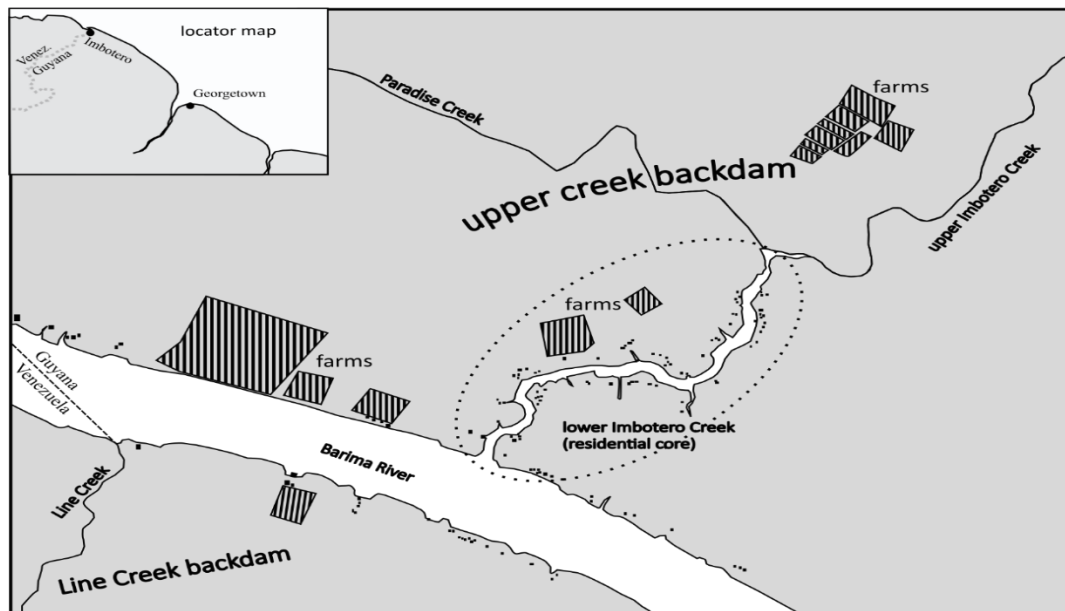 locator map
Venez.
Guyana
Imbotero
Georgetown
Paradise Creek
farms
upper creek backdam
upper Imbotero Creek
farms
farms
Guyana
Venezuela
lower Imbotero Creek
(residential core)
Barima River
Line Creek
Line Creek backdam